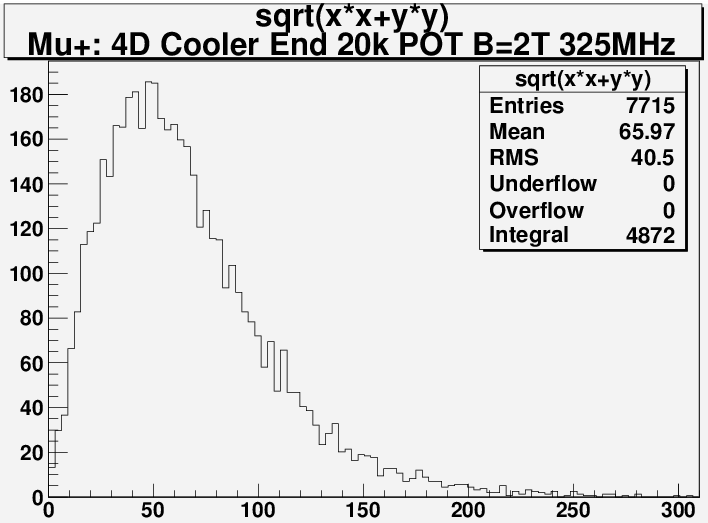 sqrt(x*x+y*y)
Mu+: 4D Cooler End 20k POT B=2T 325MHz
sqrt(x*x+y*y)
Entries 7715
Mean 65.97
RMS 40.5
Underflow 0
Overflow 0
Integral 4872
180
160
140
120
100
80
60
40
20
0
0 50 100 150 200 250 300